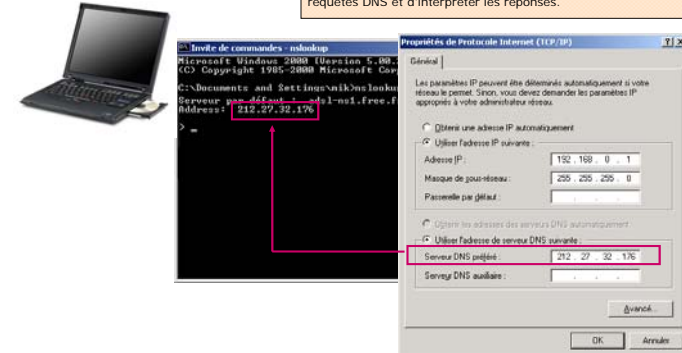 requêtes DNS et d'interpréter les réponses.
Invite de commandes - nslookup
Microsoft Windows 2000 [Version 5.00.
(C) Copyright 1985-2000 Microsoft Corp
C:\Documents and Settings\mik>nslooku
Serveur par défaut : adsl-ns1.free.f
Address: 212.27.32.176
> _
Propriétés de Protocole Internet (TCP/IP)
Général
Les paramètres IP peuvent être déterminés automatiquement si votre
réseau le permet. Sinon, vous devez demander les paramètres IP
appropriés à votre administrateur réseau.
Obtenir une adresse IP automatiquement
Utiliser l'adresse IP suivante :
Adresse IP : 192 . 168 . 0 . 1
Masque de sous-réseau : 255 . 255 . 255 . 0
Passerelle par défaut :
Obtenir les adresses des serveurs DNS automatiquement
Utiliser l'adresse de serveur DNS suivante :
Serveur DNS préféré : 212 . 27 . 32 . 176
Serveur DNS auxiliaire :
Avancé...
OK Annuler